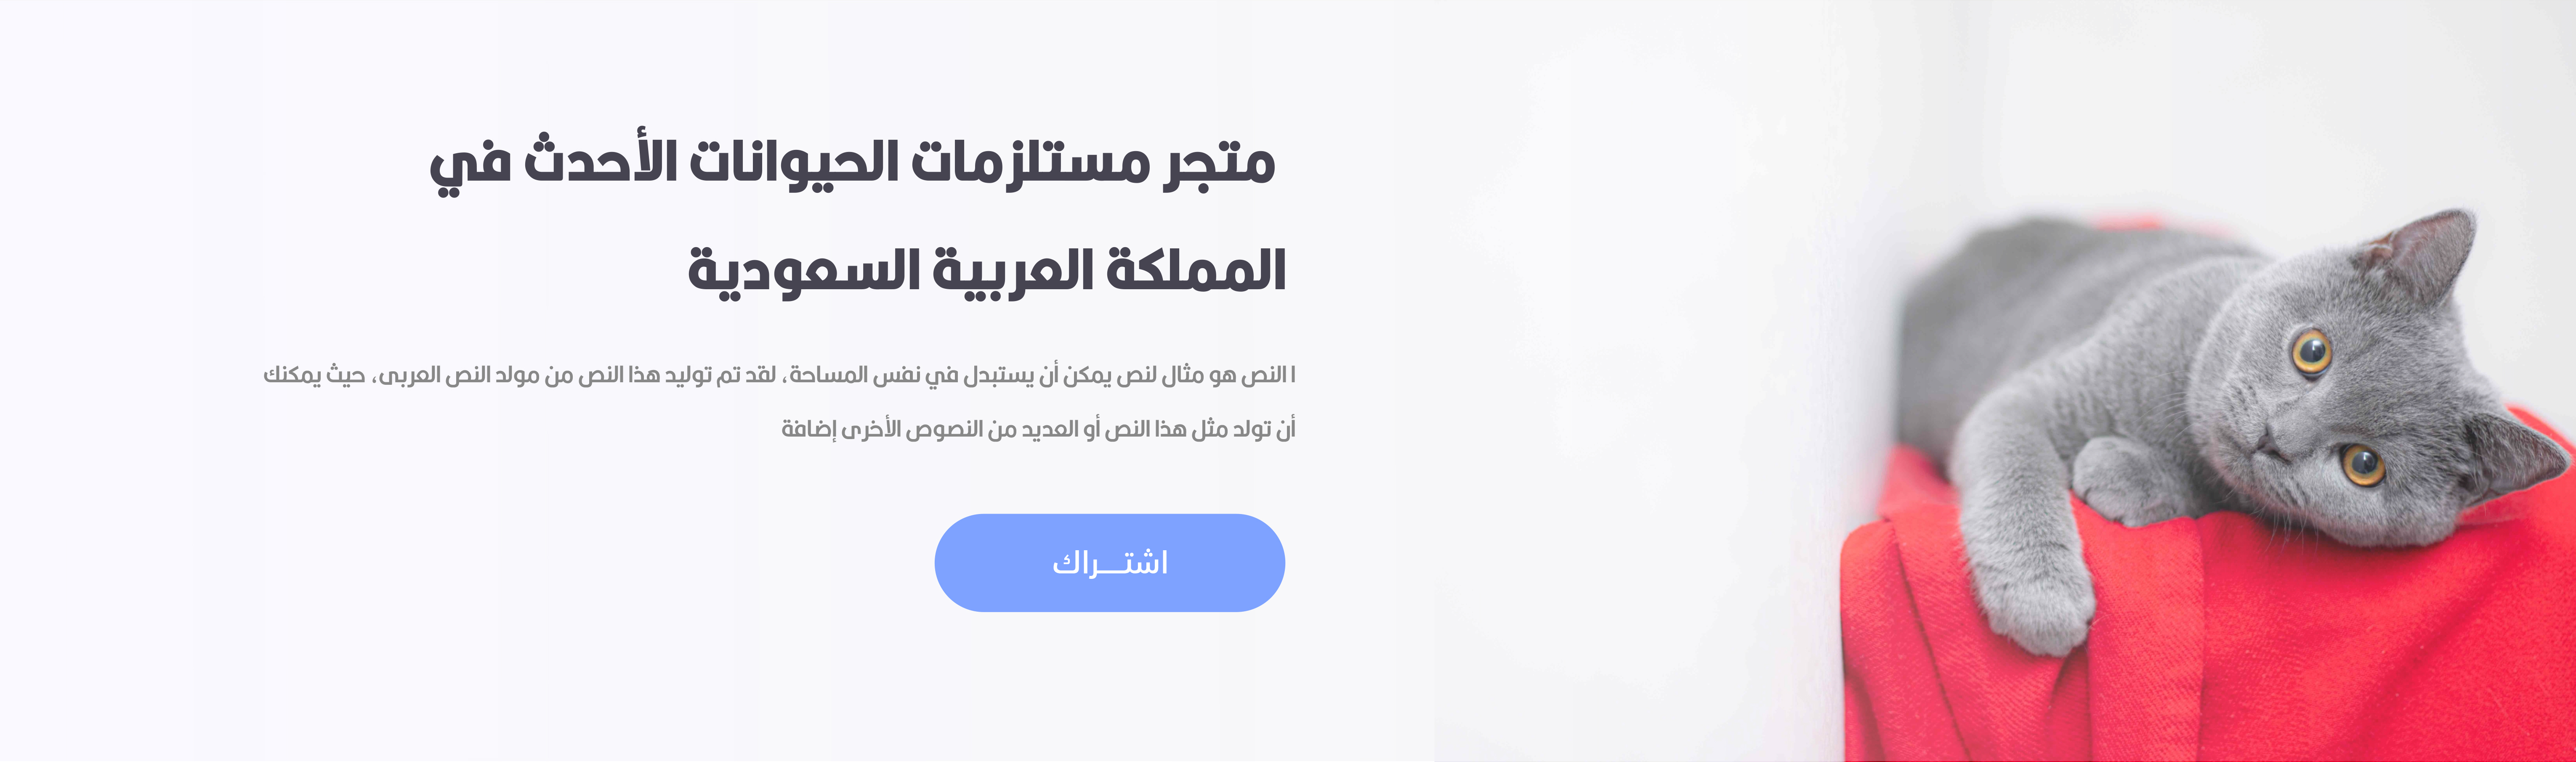 متجر مستلزمات الحيوانات الأحدث في
المملكة العربية السعودية
ا النص هو مثال لنص يمكن أن يستبدل في نفس المساحة، لقد تم توليد هذا النص من مولد النص العربى، حيث يمكنك
أن تولد مثل هذا النص أو العديد من النصوص الأخرى إضافة
اشتـــراك